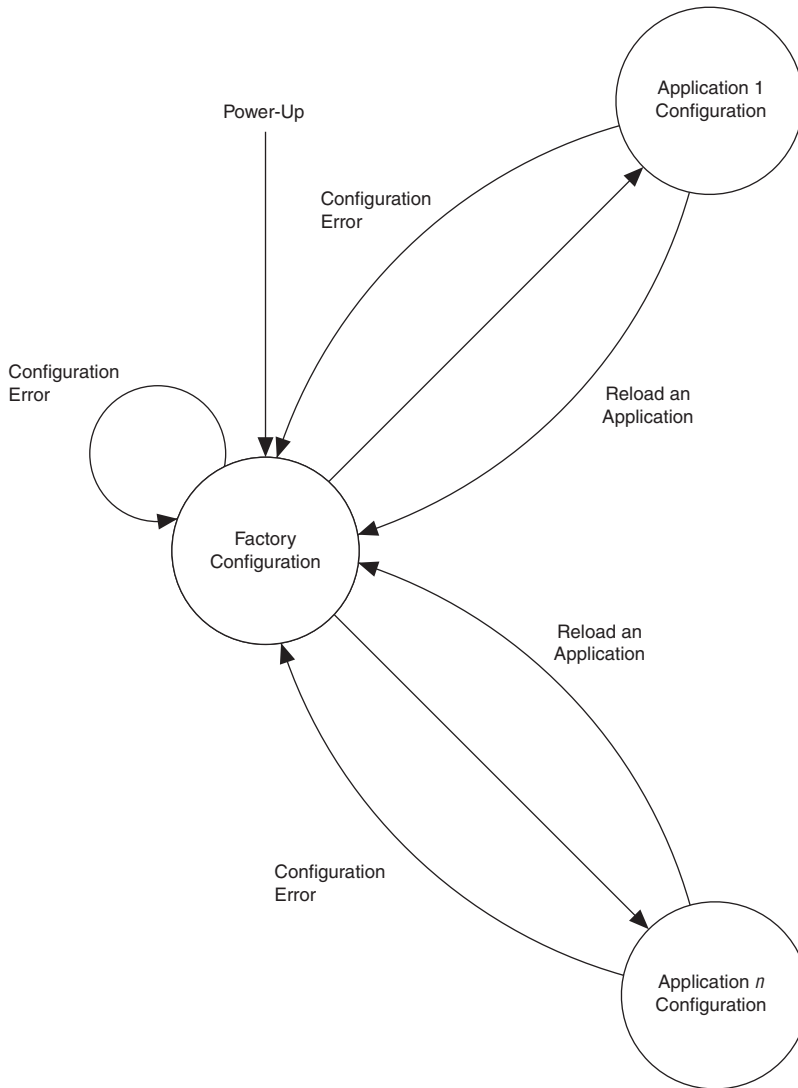 Application 1
Configuration
Power-Up
Configuration
Error
Configuration
Error
Reload an
Application
Factory
Configuration
Reload an
Application
Configuration
Error
Application n
Configuration